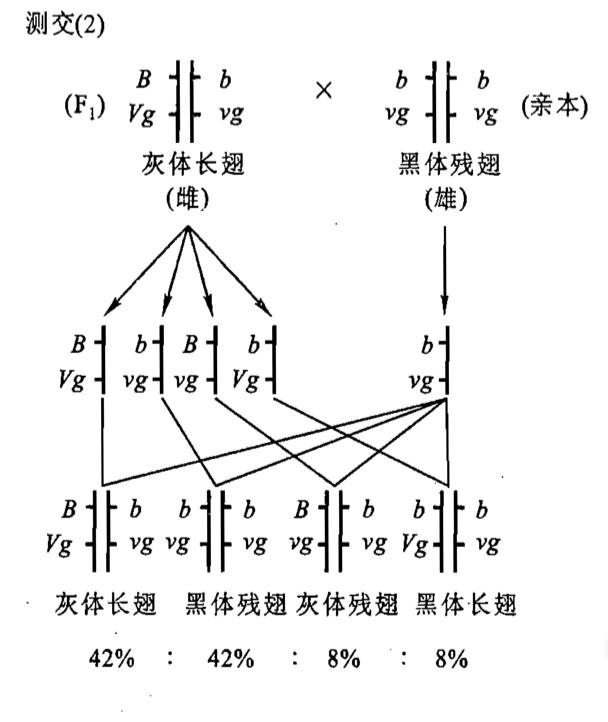 测交(2)
B b × b b
(F₁) Vg vg vg vg (亲本)
灰体长翅 黑体残翅
(雌) (雄)
B b B b b
Vg vg vg Vg vg
B b b b B b b b
Vg vg vg vg vg vg Vg vg
灰体长翅 黑体残翅 灰体残翅 黑体长翅
42% : 42% : 8% : 8%